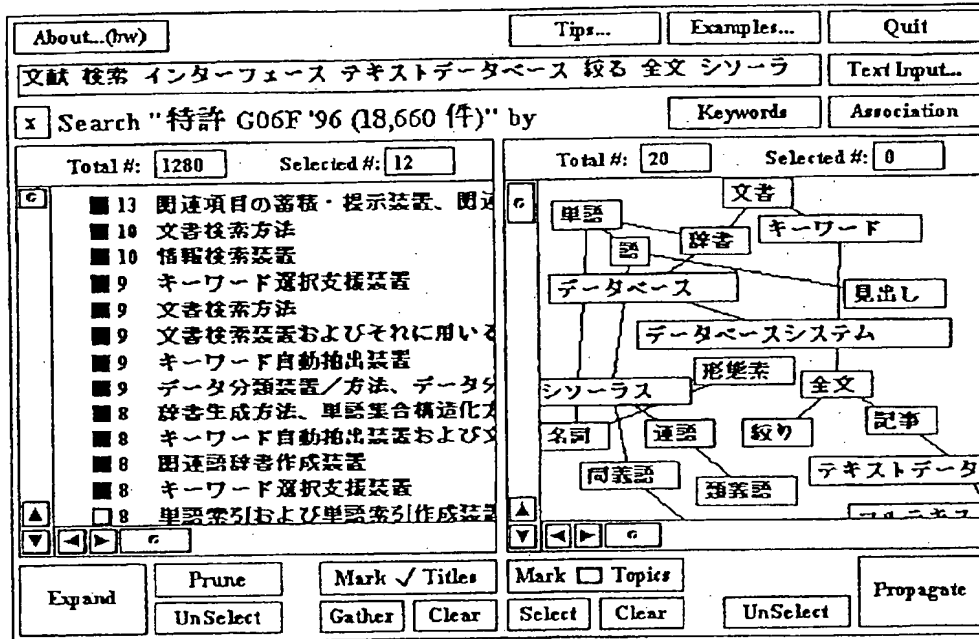 About...(hw) Tips... Examples... Quit
文献 検索 インターフェース テキストデータベース 絞る 全文 シソーラ Text Input...
x Search "特許 G06F '96 (18,660 件)" by Keywords Association
Total #: 1280 Selected #: 12
13 関連項目の蓄積・提示装置、関連
10 文書検索方法
10 情報検索装置
9 キーワード選択支援装置
9 文書検索方法
9 文書検索装置およびそれに用いる
9 キーワード自動抽出装置
9 データ分類装置/方法、データ分
8 辞書生成方法、単語集合構造化方
8 キーワード自動抽出装置および文
8 関連語辞書作成装置
8 キーワード選択支援装置
8 単語索引および単語索引作成装置
Total #: 20 Selected #: 0
文書
単語
辞書
キーワード
語
データベース
見出し
データベースシステム
形態素
シソーラス
全文
名詞
連語
絞り
記事
同義語
類義語
テキストデータ
フルテキス
Expand Prune Mark ✓ Titles
UnSelect Gather Clear
Mark □ Topics Propagate
Select Clear UnSelect